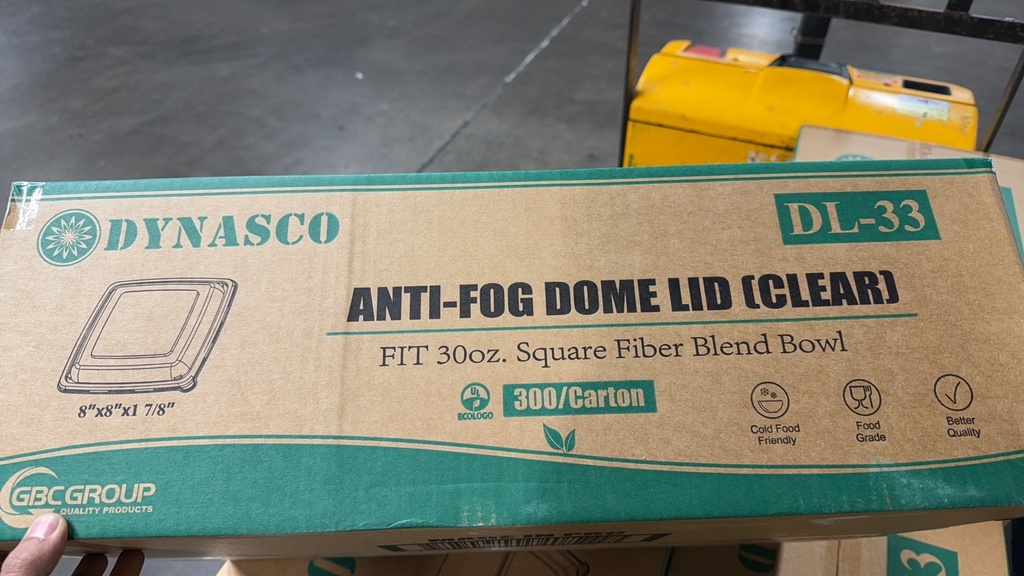 DYNASCO
DL-33
ANTI-FOG DOME LID (CLEAR)
FIT 30oz. Square Fiber Blend Bowl
8"x8"x1 7/8"
UL
ECOLOGO
300/Carton
Cold Food
Friendly
Food
Grade
Better
Quality
GBC GROUP
QUALITY PRODUCTS